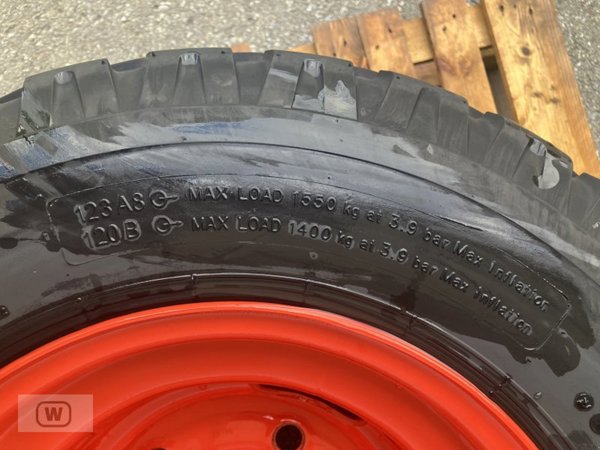 123 A8 MAX LOAD 1550 kg at 3.9 bar Max Inflation
120 B MAX LOAD 1400 kg at 3.9 bar Max Inflation
W